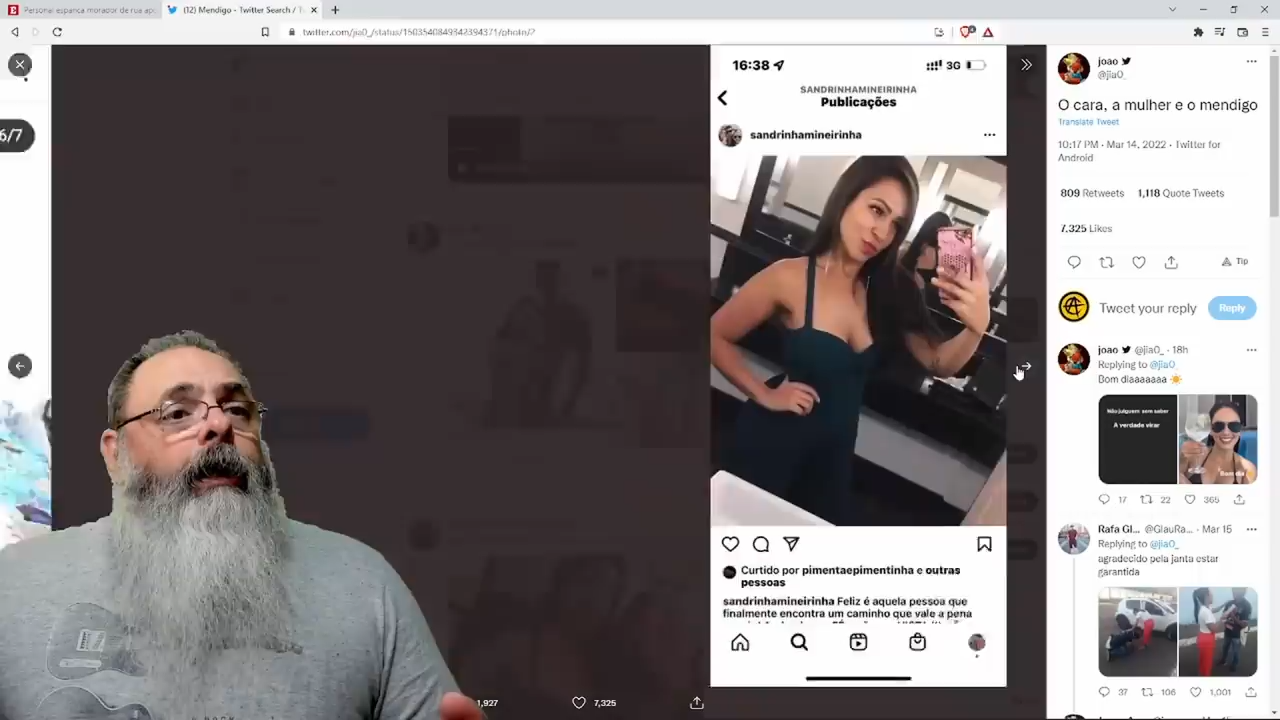 Personal espanca morador de rua ap
(12) Mendigo - Twitter Search / T
twitter.com/jia0_/status/1503540849342394371/photo/2
6/7
16:38
3G
SANDRINHAMINEIRINHA
Publicações
sandrinhamineirinha
Curtido por pimentaepimentinha e outras
pessoas
sandrinhamineirinha Feliz é aquela pessoa que
finalmente encontra um caminho que vale a pena
1,927
7,325
joao
@jia0_
O cara, a mulher e o mendigo
Translate Tweet
10:17 PM · Mar 14, 2022 · Twitter for
Android
809 Retweets 1,118 Quote Tweets
7,325 Likes
Tip
Tweet your reply
Reply
joao @jia0_ · 18h
Replying to @jia0_
Bom diaaaaaaa
Não julguem sem saber
A verdade virar
Bom di
17 22 365
Rafa Gl... @GlauRa... · Mar 15
Replying to @jia0_
agradecido pela janta estar
garantida
37 106 1,001